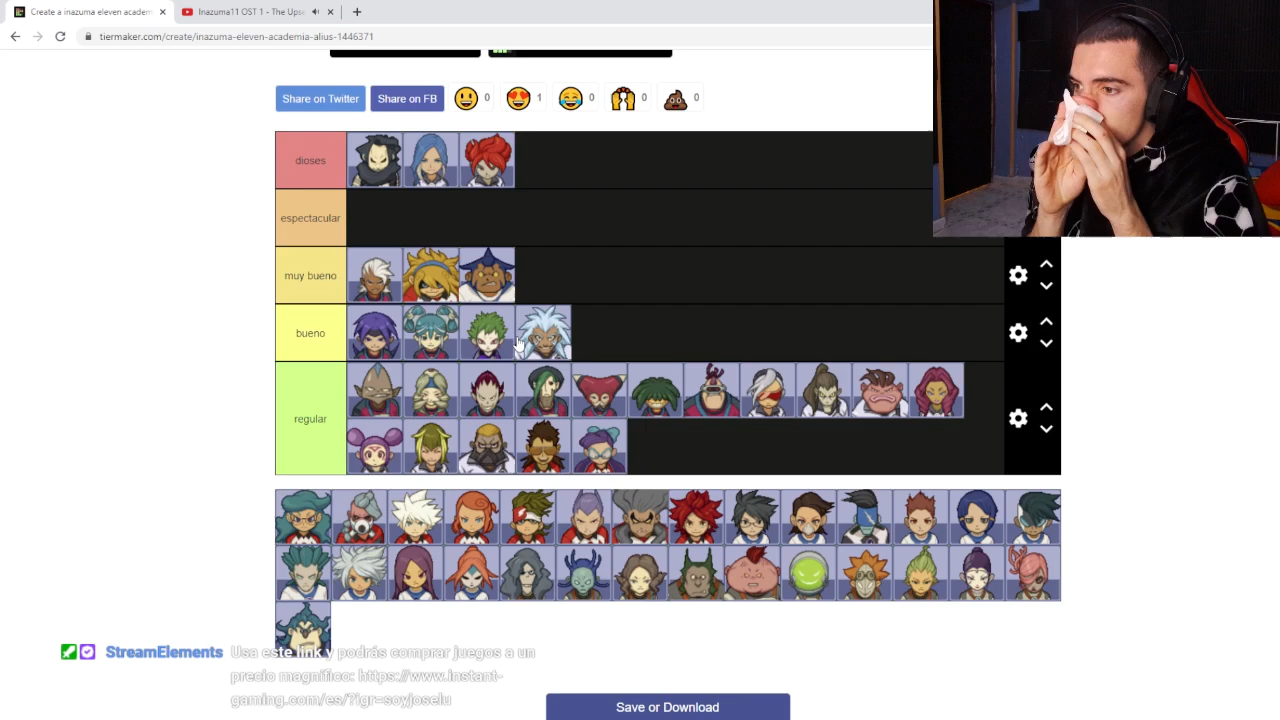 Create a inazuma eleven academ
Inazuma11 OST 1 - The Upse
tiermaker.com/create/inazuma-eleven-academia-alius-1446371
Share on Twitter
Share on FB
0
1
0
0
0
dioses
espectacular
muy bueno
bueno
regular
StreamElements Usa este link y podrás comprar juegos a un
precio magnífico: https://www.instant-
gaming.com/es/?igr=soyjoselu
Save or Download